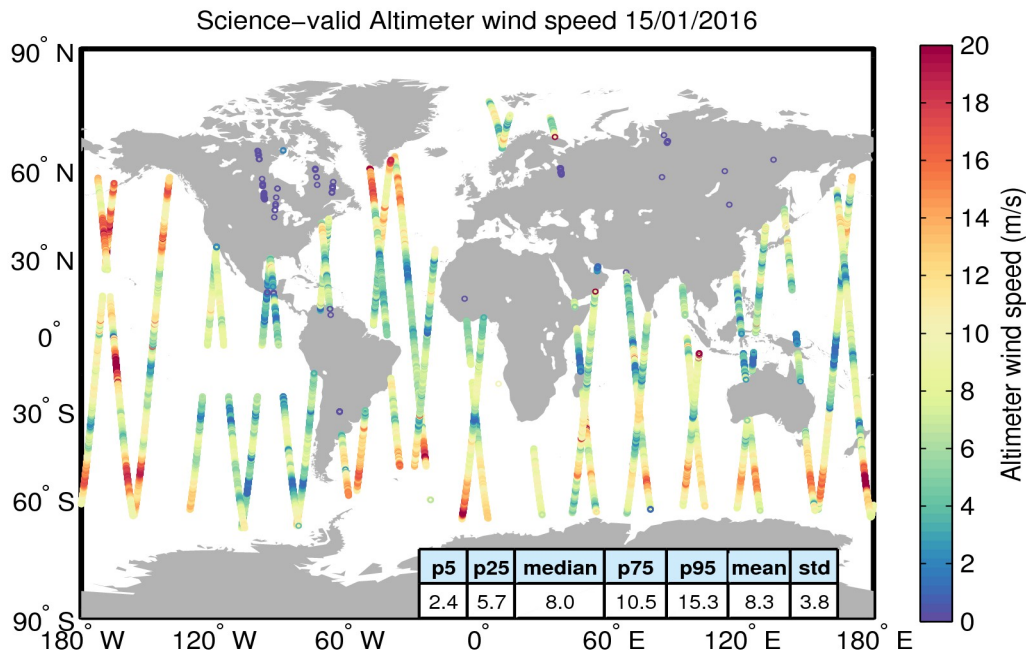 Science−valid Altimeter wind speed 15/01/2016
90° N
60° N
30° N
0°
30° S
60° S
90° S
180° W
120° W
60° W
0°
60° E
120° E
180° E
p5 p25 median p75 p95 mean std
2.4 5.7 8.0 10.5 15.3 8.3 3.8
20
18
16
14
12
10
8
6
4
2
0
Altimeter wind speed (m/s)